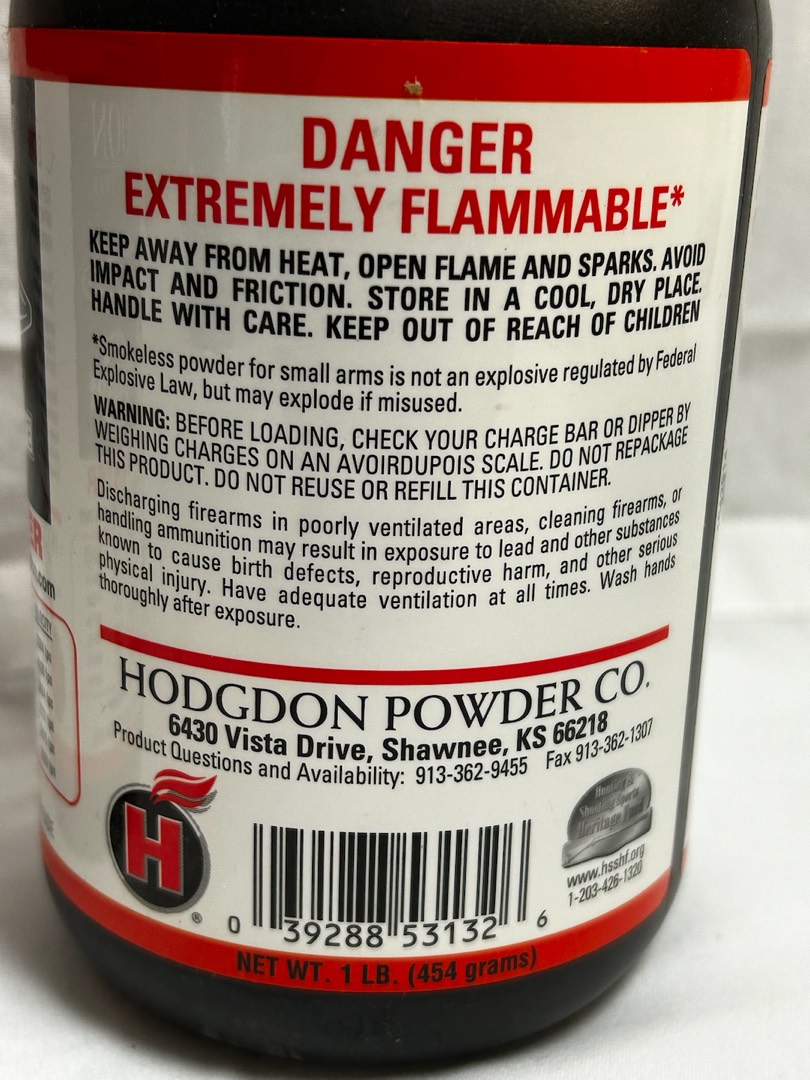 DANGER
EXTREMELY FLAMMABLE*
KEEP AWAY FROM HEAT, OPEN FLAME AND SPARKS. AVOID
IMPACT AND FRICTION. STORE IN A COOL, DRY PLACE.
HANDLE WITH CARE. KEEP OUT OF REACH OF CHILDREN
*Smokeless powder for small arms is not an explosive regulated by Federal
Explosive Law, but may explode if misused.
WARNING: BEFORE LOADING, CHECK YOUR CHARGE BAR OR DIPPER BY
WEIGHING CHARGES ON AN AVOIRDUPOIS SCALE. DO NOT REPACKAGE
THIS PRODUCT. DO NOT REUSE OR REFILL THIS CONTAINER.
Discharging firearms in poorly ventilated areas, cleaning firearms, or
handling ammunition may result in exposure to lead and other substances
known to cause birth defects, reproductive harm, and other serious
physical injury. Have adequate ventilation at all times. Wash hands
thoroughly after exposure.
HODGDON POWDER CO.
6430 Vista Drive, Shawnee, KS 66218
Product Questions and Availability: 913-362-9455 Fax 913-362-1307
H
®
Hunting &
Shooting Sports
Heritage Fund
www.hsshf.org
1-203-426-1320
0 39288 53132 6
NET WT. 1 LB. (454 grams)